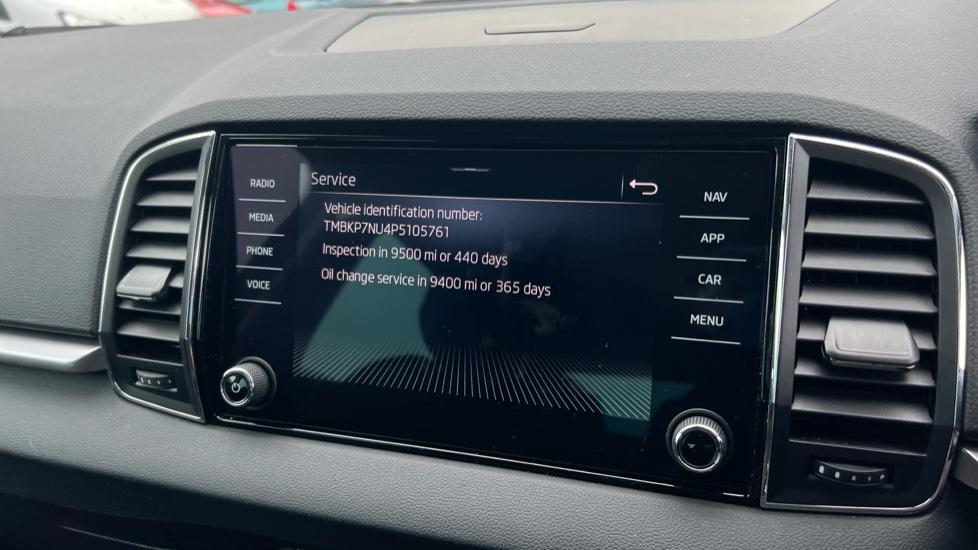 Service
RADIO
MEDIA
PHONE
VOICE
Vehicle identification number:
TMBKP7NU4P5105761
Inspection in 9500 mi or 440 days
Oil change service in 9400 mi or 365 days
NAV
APP
CAR
MENU